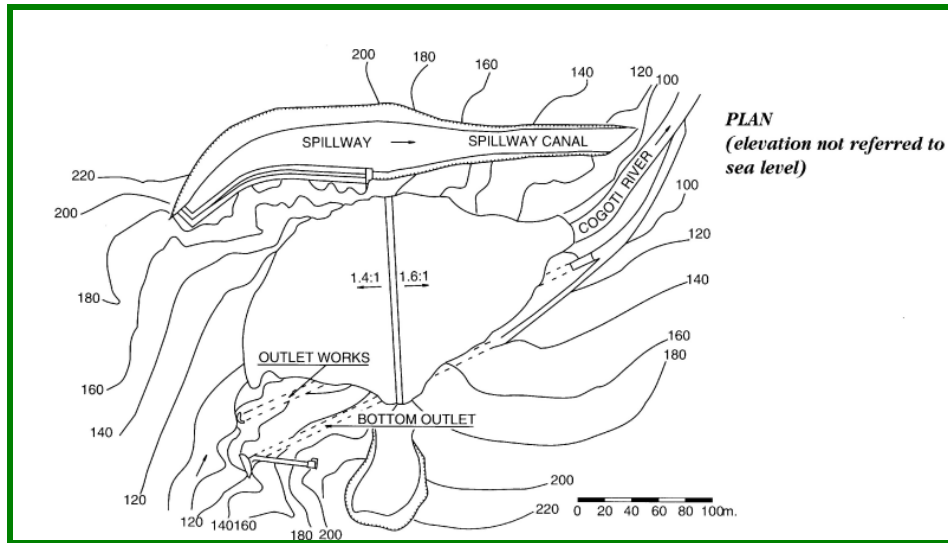 200
180
160
140
120
100
PLAN
(elevation not referred to
sea level)
SPILLWAY
SPILLWAY CANAL
220
200
COGOTI RIVER
100
120
180
1.4:1
1.6:1
140
160
180
OUTLET WORKS
160
140
BOTTOM OUTLET
120
120
140
160
180
200
200
220
0 20 40 60 80 100m.